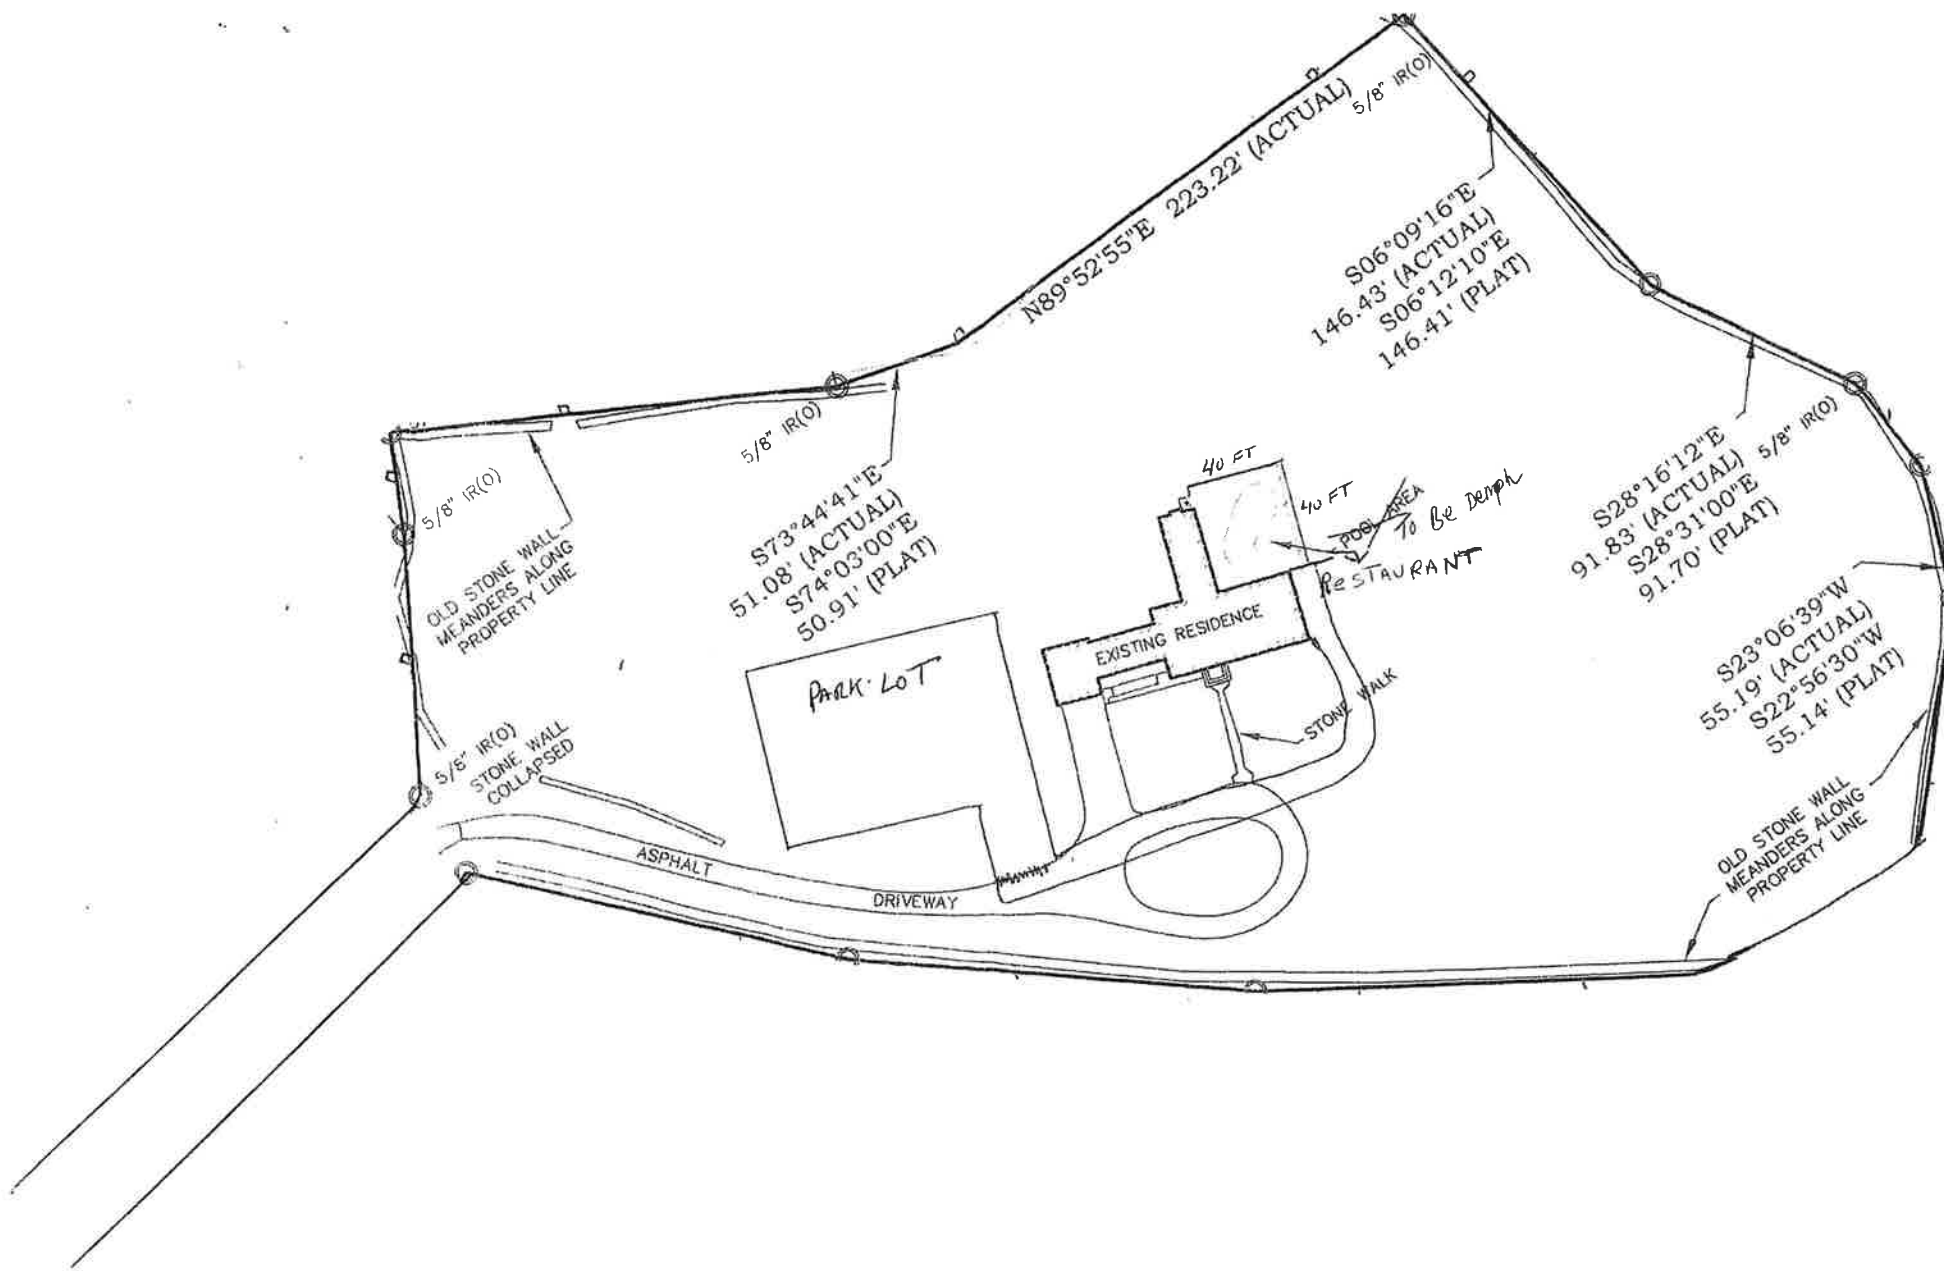 5/8" IR(O)
N89°52'55"E 223.22' (ACTUAL)
S06°09'16"E
146.43' (ACTUAL)
S06°12'10"E
146.41' (PLAT)
5/8" IR(O)
5/8" IR(O)
OLD STONE WALL
MEANDERS ALONG
PROPERTY LINE
S73°44'41"E
51.08' (ACTUAL)
S74°03'00"E
50.91' (PLAT)
40 FT
40 FT
POOL AREA
To Be Demoh
ReSTAURANT
5/8" IR(O)
S28°16'12"E
91.83' (ACTUAL)
S28°31'00"E
91.70' (PLAT)
S23°06'39"W
55.19' (ACTUAL)
S22°56'30"W
55.14' (PLAT)
EXISTING RESIDENCE
PARK. LOT
STONE WALK
5/8" IR(O)
STONE WALL
COLLAPSED
ASPHALT
DRIVEWAY
OLD STONE WALL
MEANDERS ALONG
PROPERTY LINE